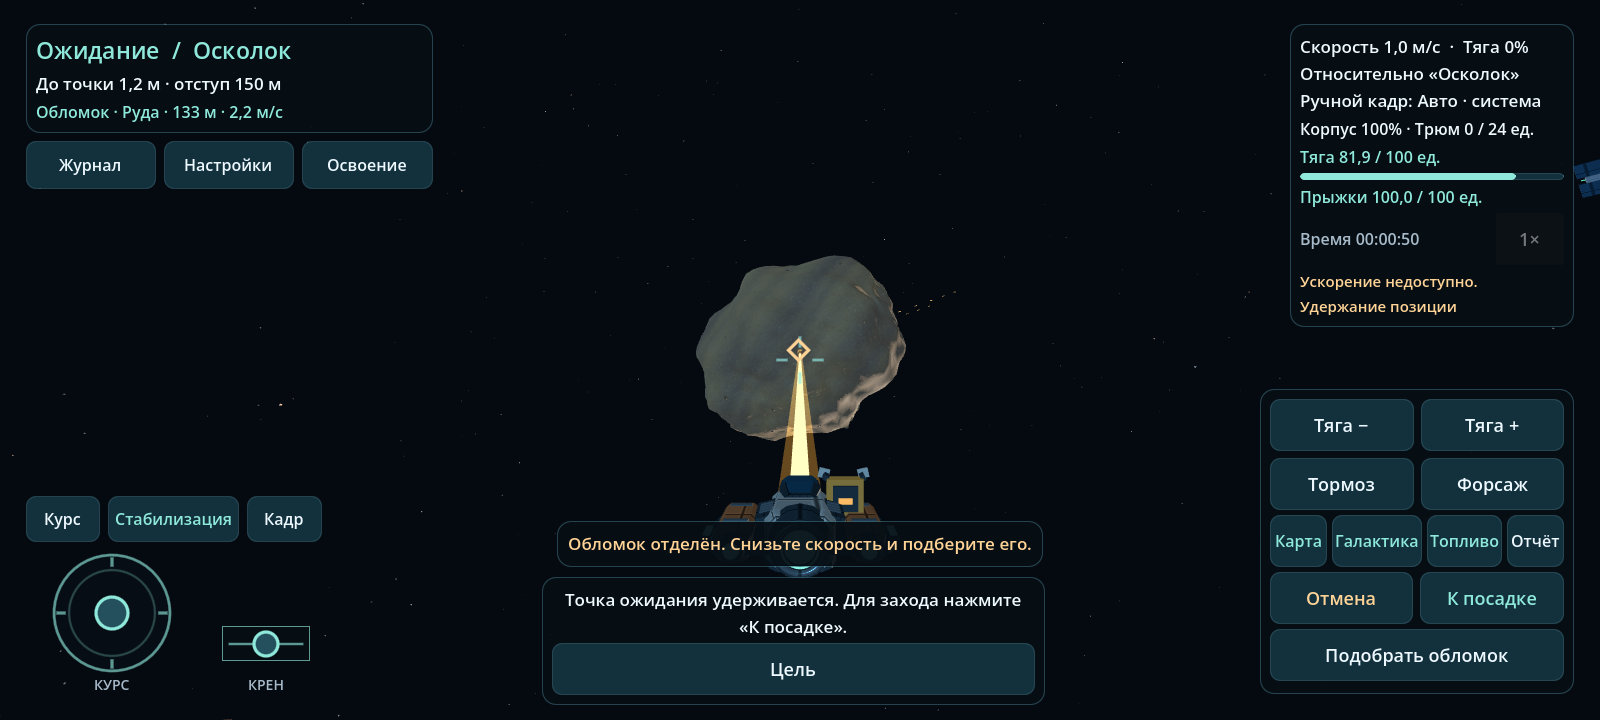 Ожидание / Осколок
До точки 1,2 м · отступ 150 м
Обломок · Руда · 133 м · 2,2 м/с
Журнал
Настройки
Освоение
Скорость 1,0 м/с · Тяга 0%
Относительно «Осколок»
Ручной кадр: Авто · система
Корпус 100% · Трюм 0 / 24 ед.
Тяга 81,9 / 100 ед.
Прыжки 100,0 / 100 ед.
Время 00:00:50
1×
Ускорение недоступно.
Удержание позиции
Курс
Стабилизация
Кадр
КУРС
КРЕН
Обломок отделён. Снизьте скорость и подберите его.
Точка ожидания удерживается. Для захода нажмите
«К посадке».
Цель
Тяга −
Тяга +
Тормоз
Форсаж
Карта
Галактика
Топливо
Отчёт
Отмена
К посадке
Подобрать обломок